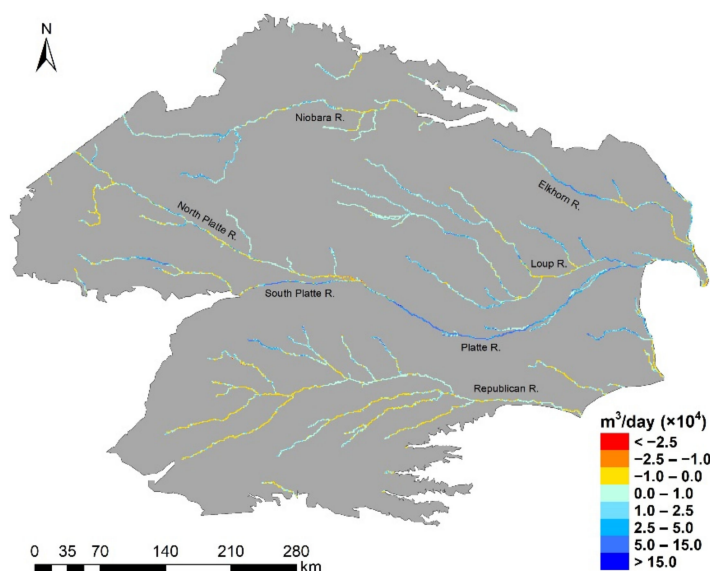 N
Niobara R.
Elkhorn R.
North Platte R.
Loup R.
South Platte R.
Platte R.
Republican R.
m³/day (×10⁴)
< −2.5
−2.5 – −1.0
−1.0 – 0.0
0.0 – 1.0
1.0 – 2.5
2.5 – 5.0
5.0 – 15.0
> 15.0
0 35 70 140 210 280
km